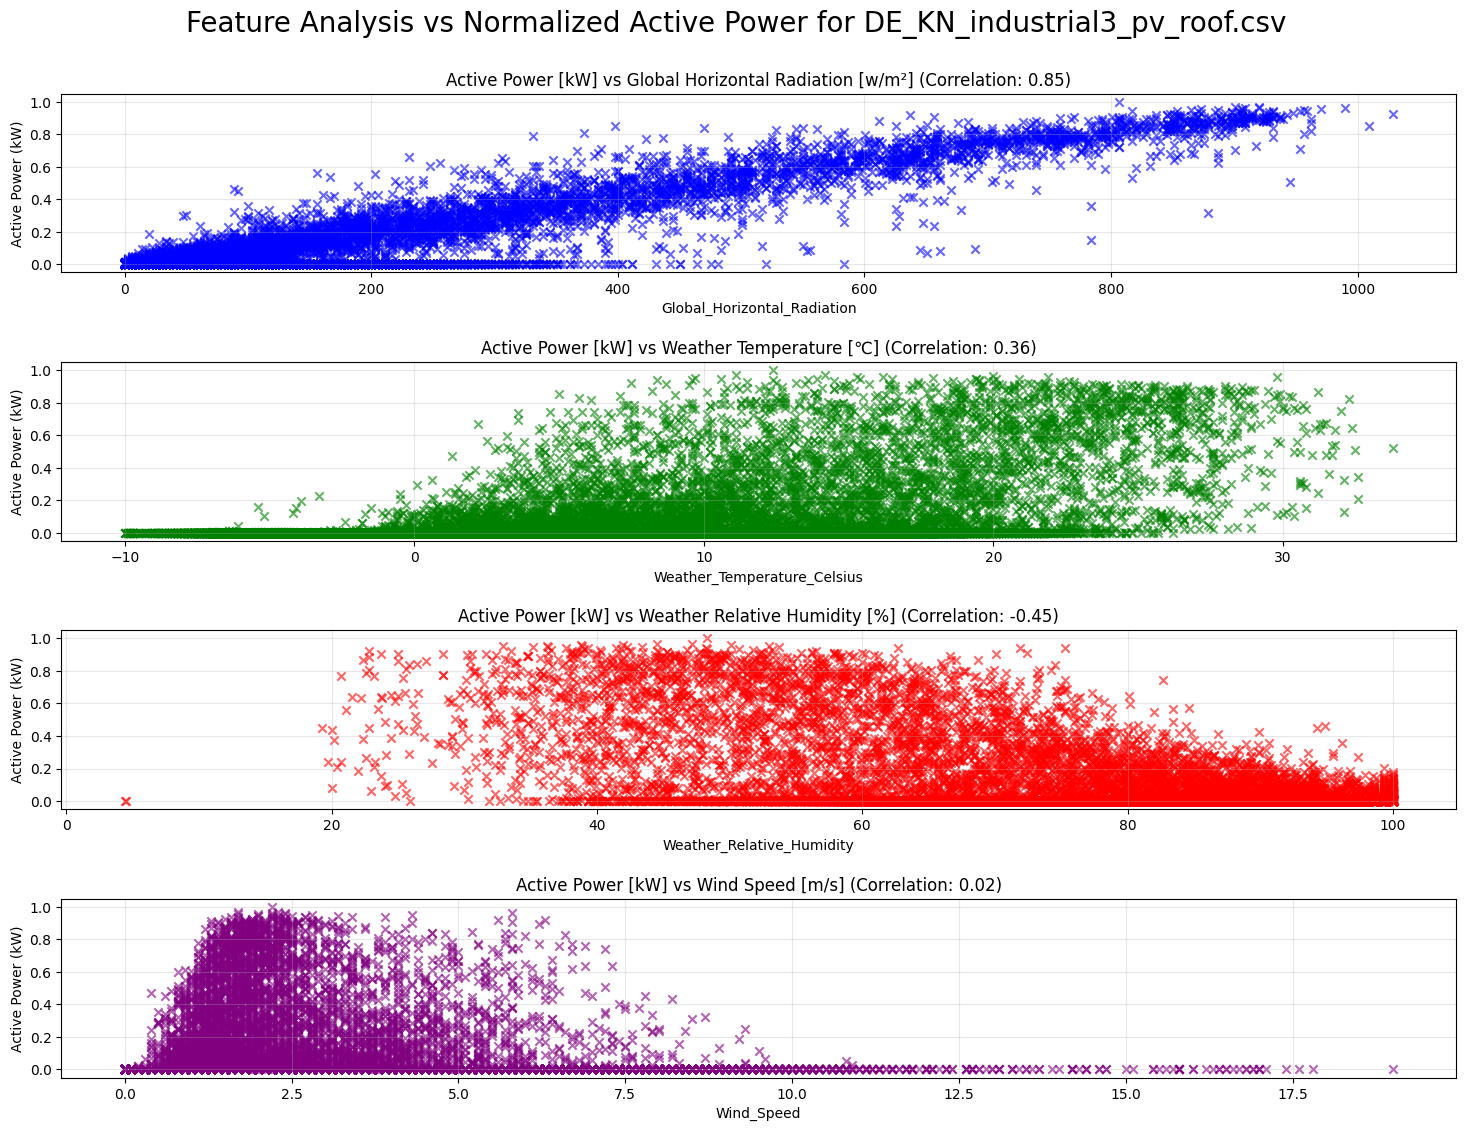 Feature Analysis vs Normalized Active Power for DE_KN_industrial3_pv_roof.csv
Active Power [kW] vs Global Horizontal Radiation [w/m²] (Correlation: 0.85)
Active Power (kW)
1.0
0.8
0.6
0.4
0.2
0.0
0 200 400 600 800 1000
Global_Horizontal_Radiation
Active Power [kW] vs Weather Temperature [℃] (Correlation: 0.36)
Active Power (kW)
1.0
0.8
0.6
0.4
0.2
0.0
−10 0 10 20 30
Weather_Temperature_Celsius
Active Power [kW] vs Weather Relative Humidity [%] (Correlation: -0.45)
Active Power (kW)
1.0
0.8
0.6
0.4
0.2
0.0
0 20 40 60 80 100
Weather_Relative_Humidity
Active Power [kW] vs Wind Speed [m/s] (Correlation: 0.02)
Active Power (kW)
1.0
0.8
0.6
0.4
0.2
0.0
0.0 2.5 5.0 7.5 10.0 12.5 15.0 17.5
Wind_Speed